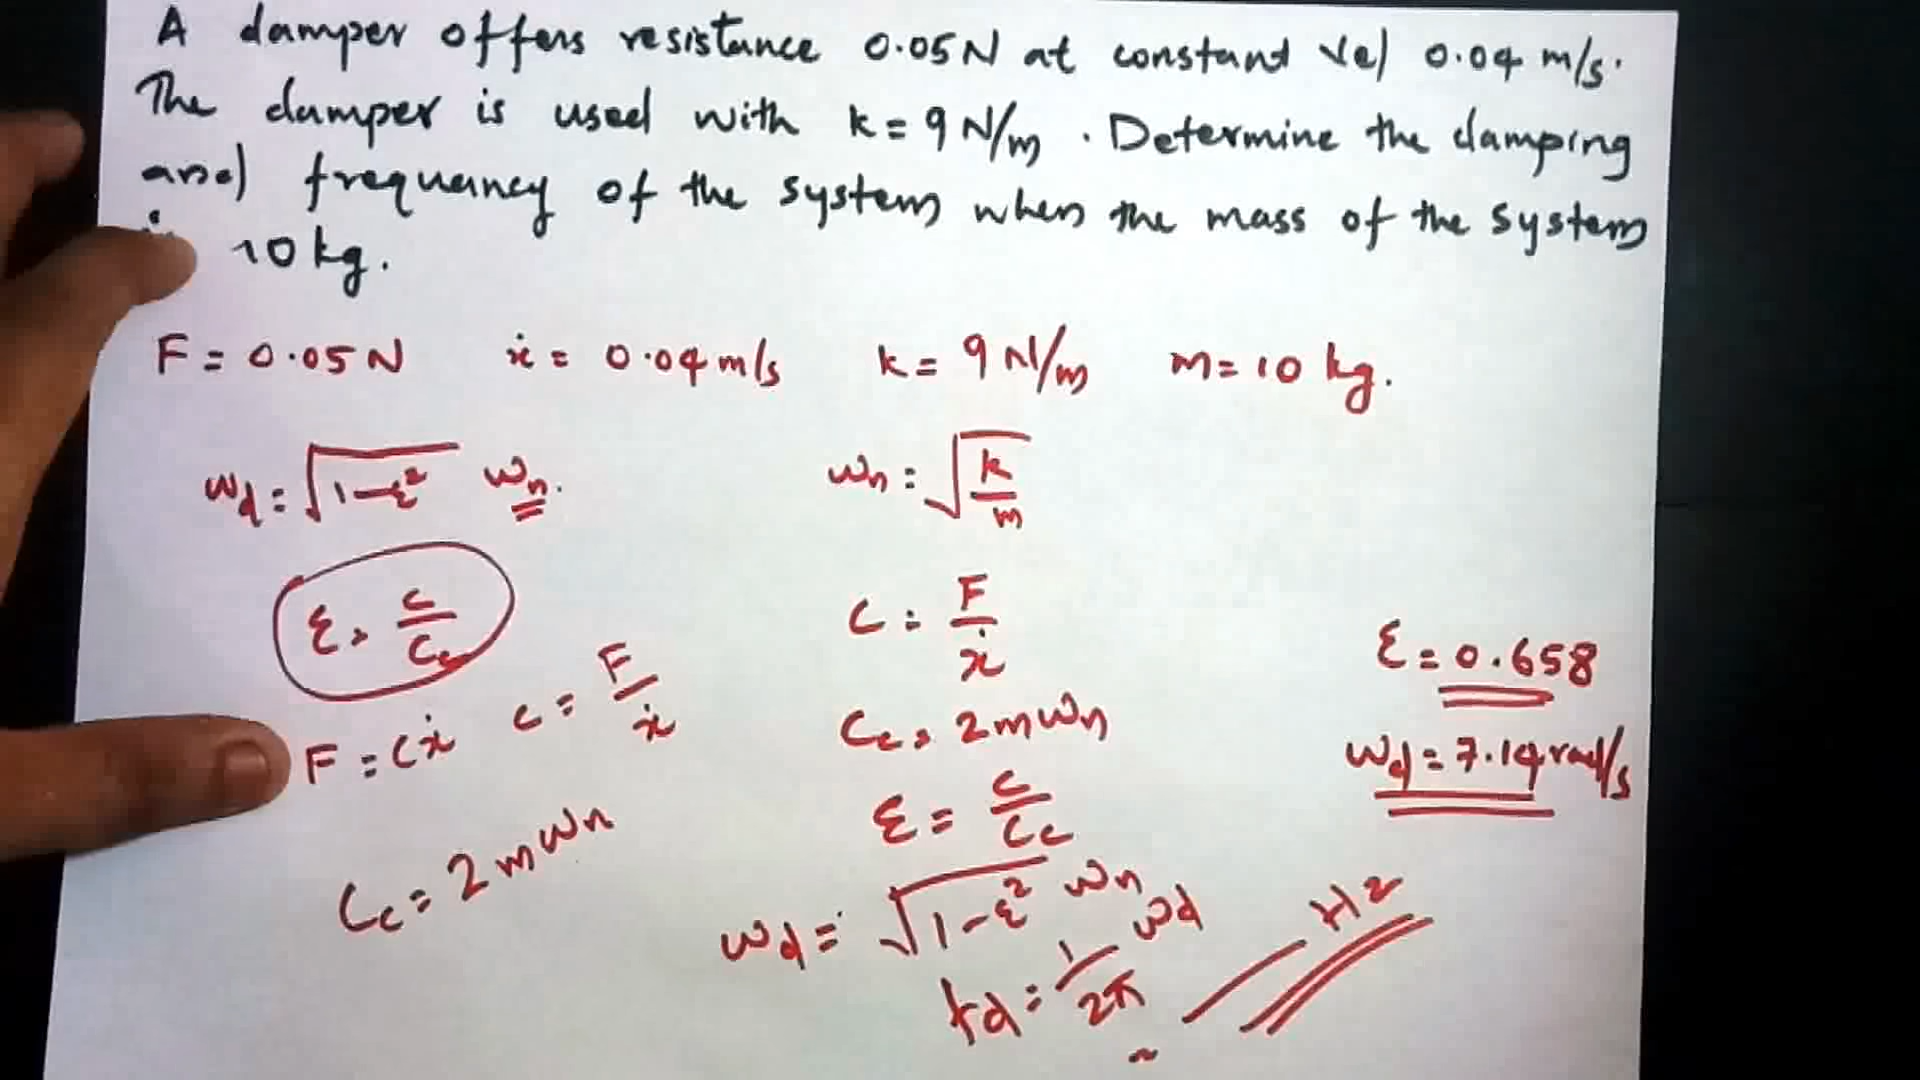 A damper offers resistance 0.05N at constant vel 0.04 m/s.
The damper is used with k = 9 N/m. Determine the damping
and frequency of the system when the mass of the system
10 kg.
F = 0.05N ẋ = 0.04 m/s k = 9 N/m m = 10 kg.
ωd = √(1-ξ²) ωn. ωn = √(k/m)
ξ = c/Cc C = F/ẋ ξ = 0.658
F = cẋ c = F/ẋ Cc = 2mωn ωd = 7.14 rad/s
Cc = 2mωn ξ = c/Cc
ωd = √(1-ξ²) ωn
fd = 1/2π ωd Hz